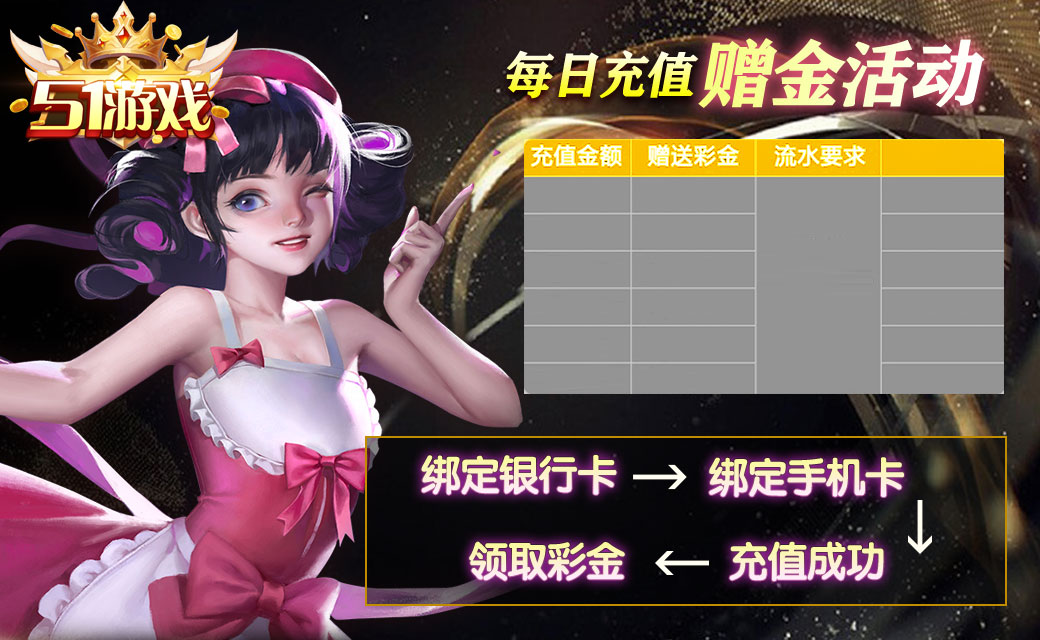 51游戏
每日充值 赠金活动
充值金额 赠送彩金 流水要求
绑定银行卡 → 绑定手机卡
↓
领取彩金 ← 充值成功